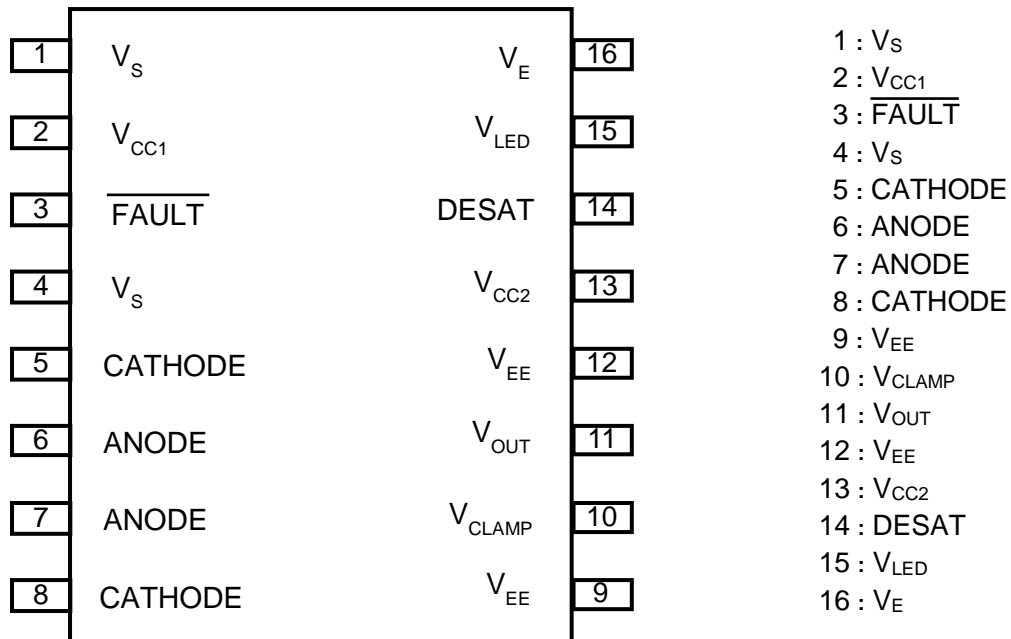 1 V_S V_E 16
2 V_CC1 V_LED 15
3 F̅A̅U̅L̅T̅ DESAT 14
4 V_S V_CC2 13
5 CATHODE V_EE 12
6 ANODE V_OUT 11
7 ANODE V_CLAMP 10
8 CATHODE V_EE 9
1 : V_S
2 : V_CC1
3 : F̅A̅U̅L̅T̅
4 : V_S
5 : CATHODE
6 : ANODE
7 : ANODE
8 : CATHODE
9 : V_EE
10 : V_CLAMP
11 : V_OUT
12 : V_EE
13 : V_CC2
14 : DESAT
15 : V_LED
16 : V_E